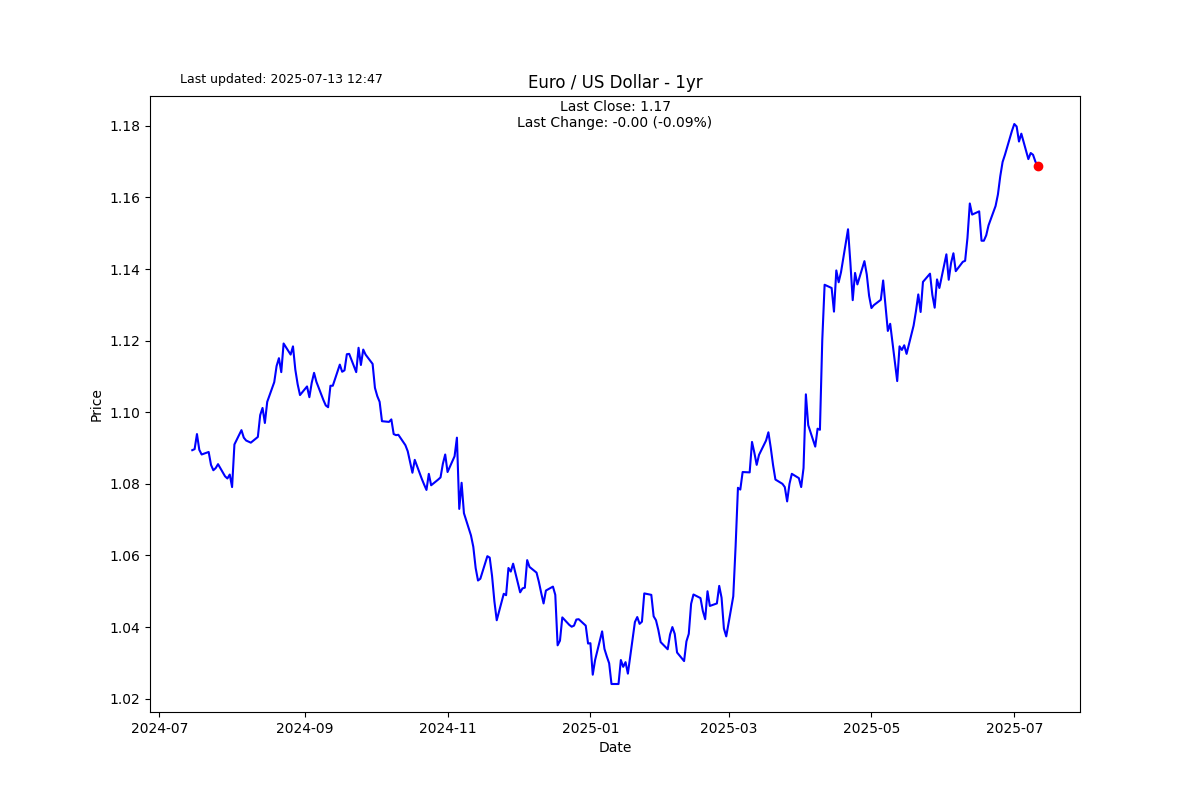 Last updated: 2025-07-13 12:47
Euro / US Dollar - 1yr
Last Close: 1.17
Last Change: -0.00 (-0.09%)
1.18
1.16
1.14
1.12
1.10
1.08
1.06
1.04
1.02
Price
2024-07
2024-09
2024-11
2025-01
2025-03
2025-05
2025-07
Date